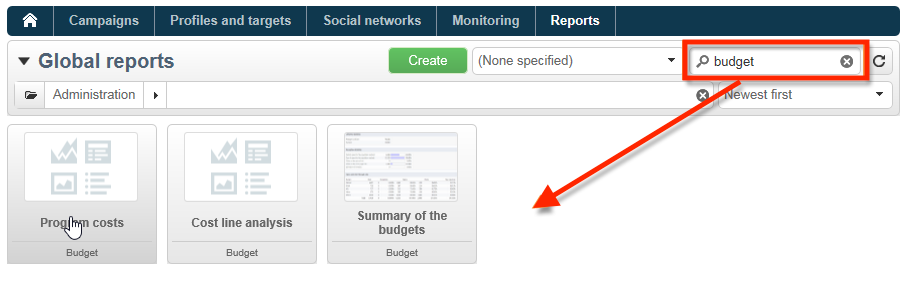 Campaigns Profiles and targets Social networks Monitoring Reports
Global reports Create (None specified) budget
Administration Newest first
Program costs Cost line analysis Summary of the
budgets
Budget Budget Budget